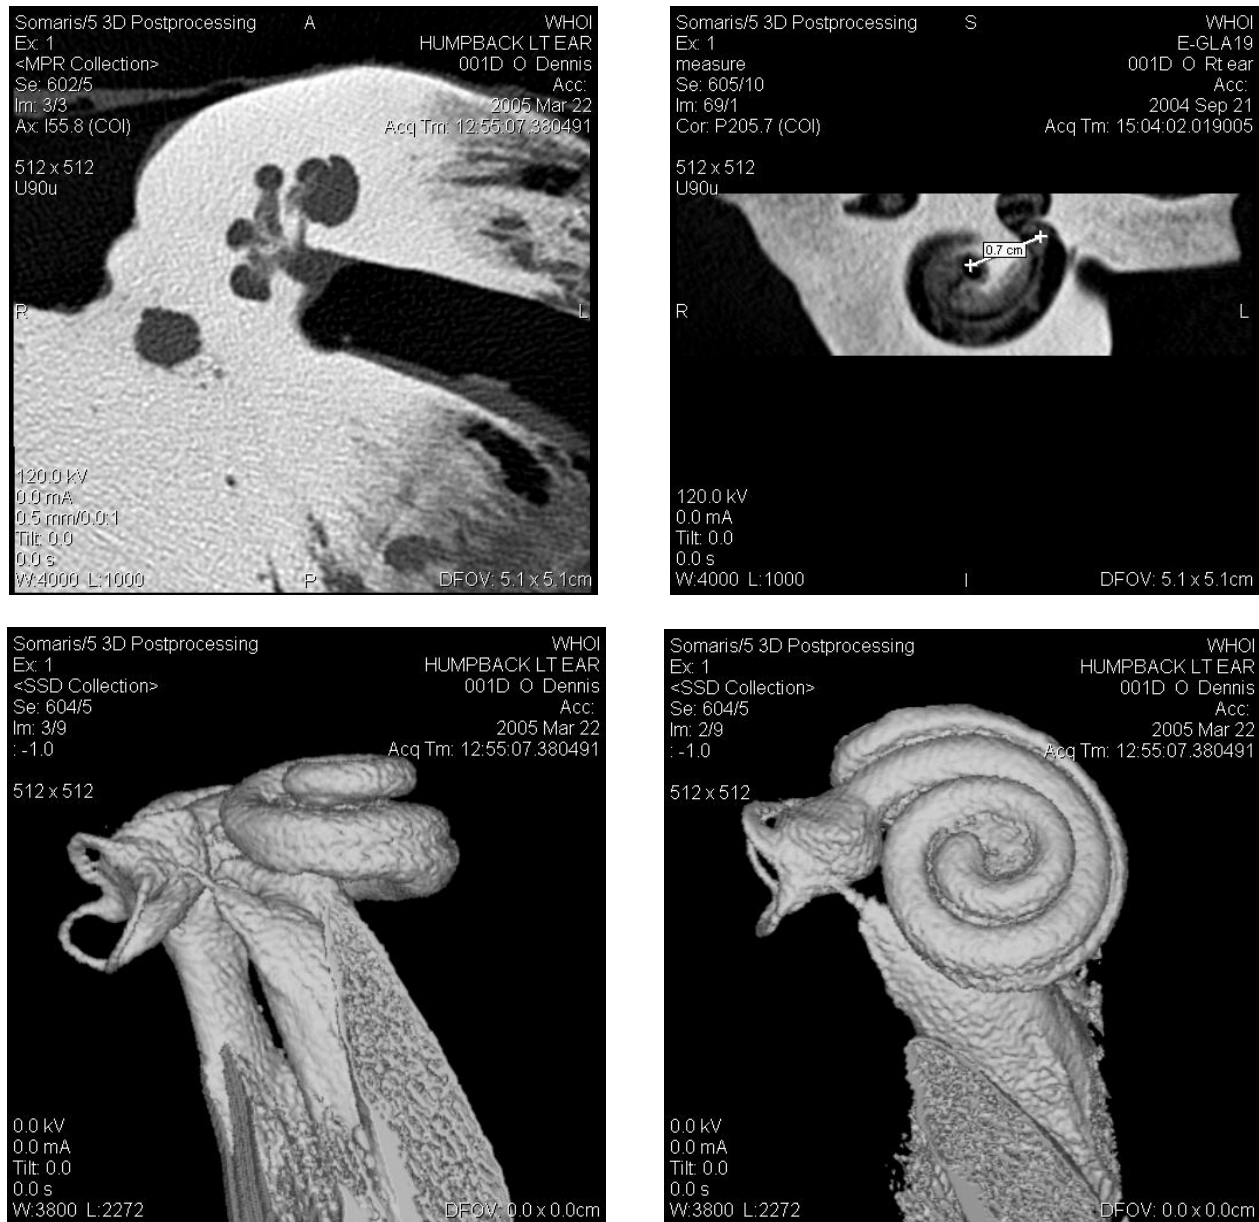 Somaris/5 3D Postprocessing A WHOI
Ex: 1 HUMPBACK LT EAR
<MPR Collection> 001D O Dennis
Se: 602/5 Acc:
Im: 3/3 2005 Mar 22
Ax: I55.8 (COI) Acq Tm: 12:55:07.380491
512 x 512
U90u
R L
120.0 kV
0.0 mA
0.5 mm/0.0:1
Tilt: 0.0
0.0 s
W:4000 L:1000 P DFOV: 5.1 x 5.1cm
Somaris/5 3D Postprocessing S WHOI
Ex: 1 E-GLA19
measure 001D O Rt ear
Se: 605/10 Acc:
Im: 69/1 2004 Sep 21
Cor: P205.7 (COI) Acq Tm: 15:04:02.019005
512 x 512
U90u
0.7 cm
R L
120.0 kV
0.0 mA
Tilt: 0.0
0.0 s
W:4000 L:1000 I DFOV: 5.1 x 5.1cm
Somaris/5 3D Postprocessing WHOI
Ex: 1 HUMPBACK LT EAR
<SSD Collection> 001D O Dennis
Se: 604/5 Acc:
Im: 3/9 2005 Mar 22
: -1.0 Acq Tm: 12:55:07.380491
512 x 512
0.0 kV
0.0 mA
Tilt: 0.0
0.0 s
W:3800 L:2272 DFOV: 0.0 x 0.0cm
Somaris/5 3D Postprocessing WHOI
Ex: 1 HUMPBACK LT EAR
<SSD Collection> 001D O Dennis
Se: 604/5 Acc:
Im: 2/9 2005 Mar 22
: -1.0 Acq Tm: 12:55:07.380491
512 x 512
0.0 kV
0.0 mA
Tilt: 0.0
0.0 s
W:3800 L:2272 DFOV: 0.0 x 0.0cm